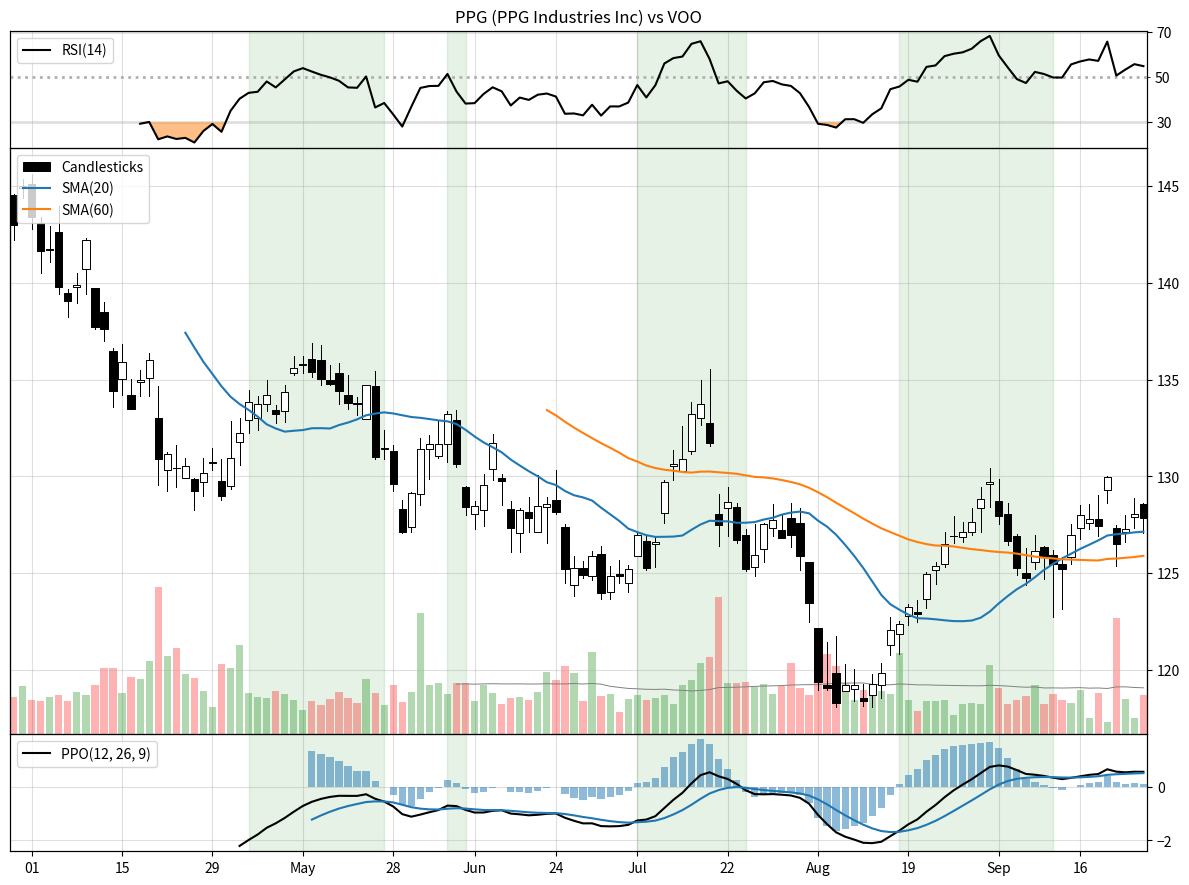 PPG (PPG Industries Inc) vs VOO
RSI(14)
70
50
30
Candlesticks
SMA(20)
SMA(60)
145
140
135
130
125
120
PPO(12, 26, 9)
0
−2
01 15 29 May 28 Jun 24 Jul 22 Aug 19 Sep 16